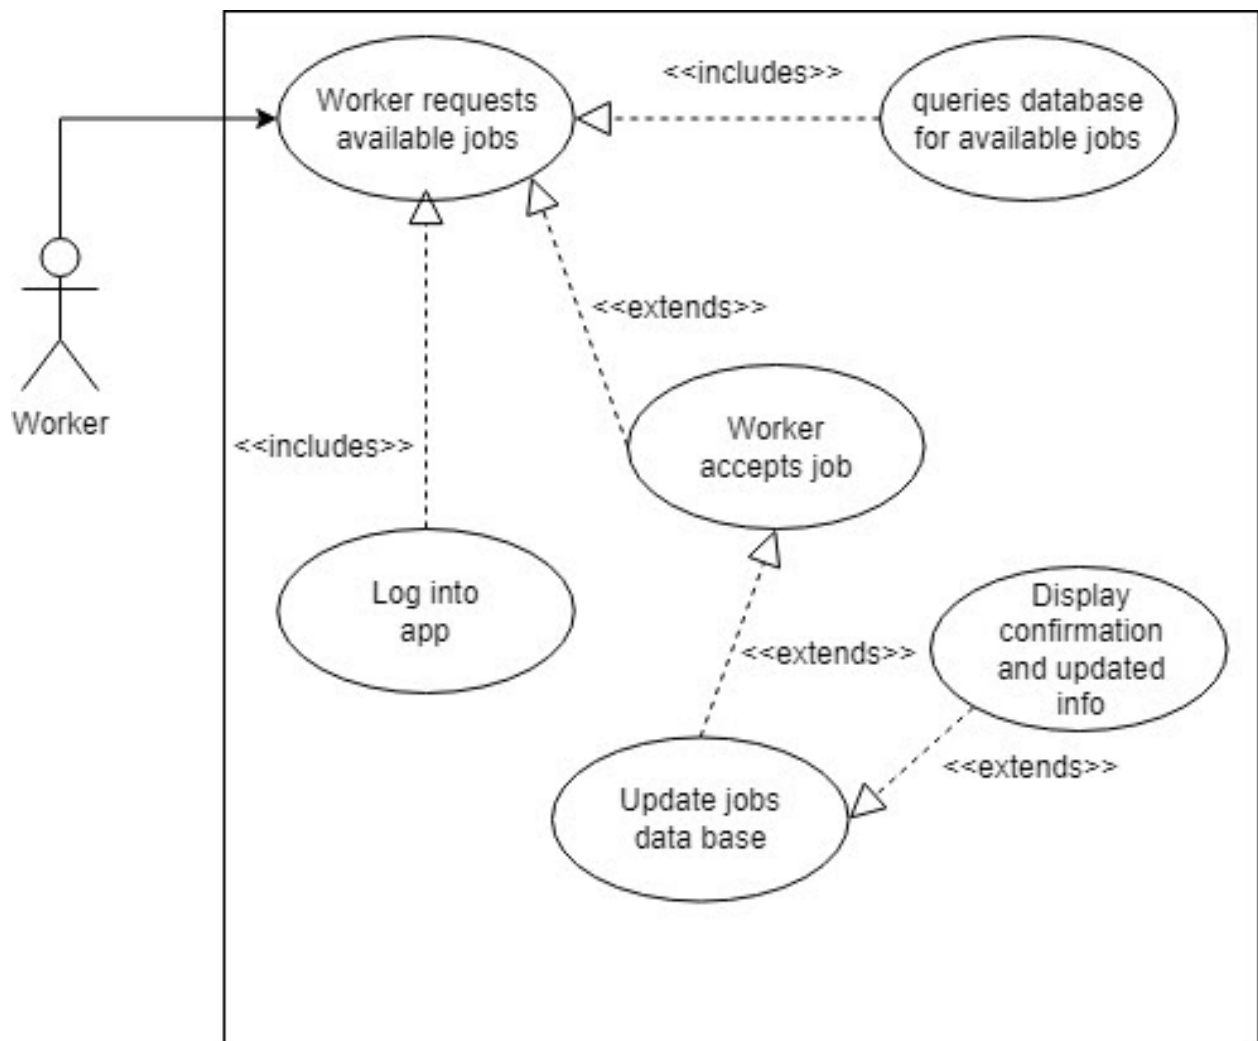 Worker requests
available jobs
<<includes>>
queries database
for available jobs
<<extends>>
Worker
<<includes>>
Worker
accepts job
Log into
app
Display
confirmation
and updated
info
<<extends>>
<<extends>>
Update jobs
data base